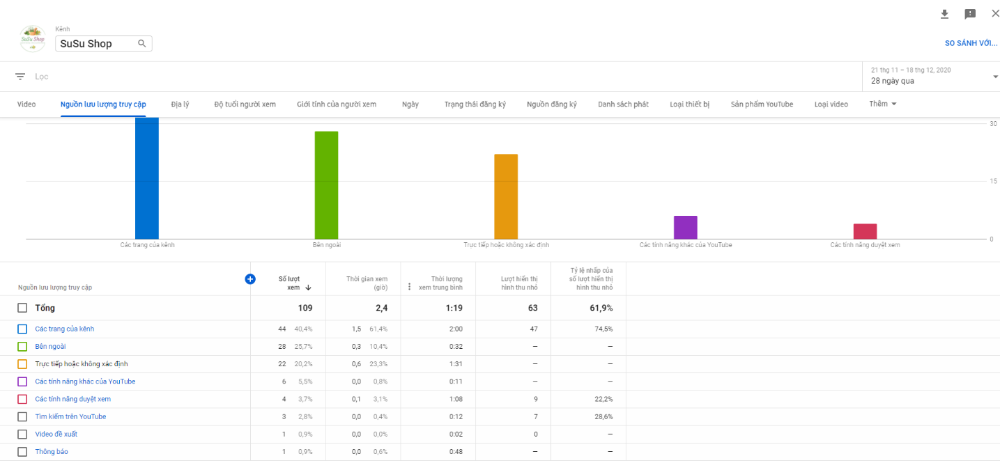 Kênh
SuSu Shop
SuSu Shop
SO SÁNH VỚI...
Lọc
21 thg 11 – 18 thg 12, 2020
28 ngày qua
Video Nguồn lưu lượng truy cập Địa lý Độ tuổi người xem Giới tính của người xem Ngày Trạng thái đăng ký Nguồn đăng ký Danh sách phát Loại thiết bị Sản phẩm YouTube Loại video Thêm
30
15
0
Các trang của kênh Bên ngoài Trực tiếp hoặc không xác định Các tính năng khác của YouTube Các tính năng duyệt xem
Nguồn lưu lượng truy cập
Số lượt
xem
Thời gian xem
(giờ)
Thời lượng
xem trung bình
Lượt hiển thị
hình thu nhỏ
Tỷ lệ nhấp của
số lượt hiển thị
hình thu nhỏ
Tổng 109 2,4 1:19 63 61,9%
Các trang của kênh 44 40,4% 1,5 61,4% 2:00 47 74,5%
Bên ngoài 28 25,7% 0,3 10,4% 0:32 — —
Trực tiếp hoặc không xác định 22 20,2% 0,6 23,3% 1:31 — —
Các tính năng khác của YouTube 6 5,5% 0,0 0,8% 0:11 — —
Các tính năng duyệt xem 4 3,7% 0,1 3,1% 1:08 9 22,2%
Tìm kiếm trên YouTube 3 2,8% 0,0 0,4% 0:12 7 28,6%
Video đề xuất 1 0,9% 0,0 0,0% 0:02 0 —
Thông báo 1 0,9% 0,0 0,6% 0:48 — —